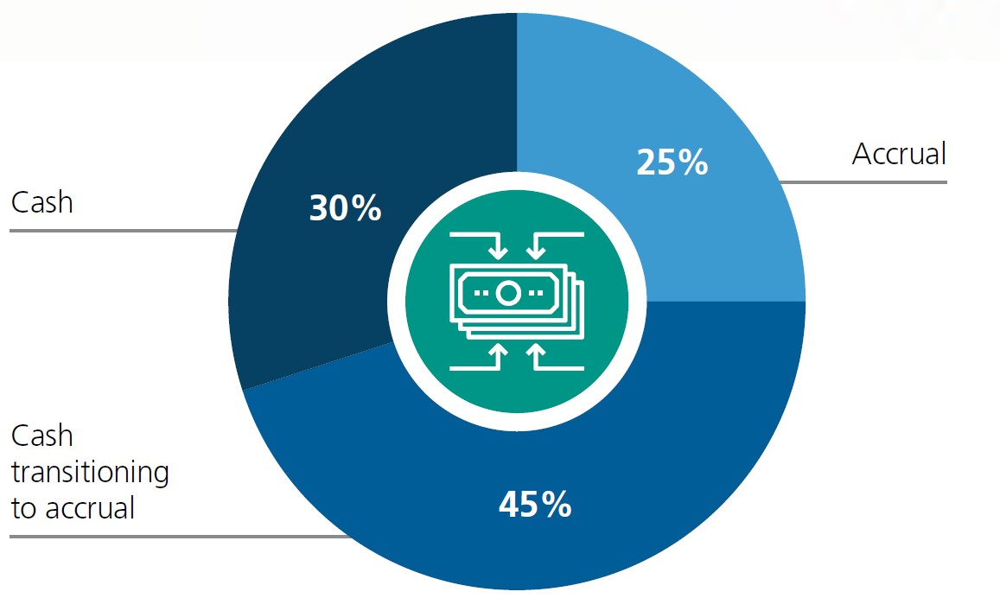 Accrual
25%
Cash
30%
Cash
transitioning
to accrual
45%